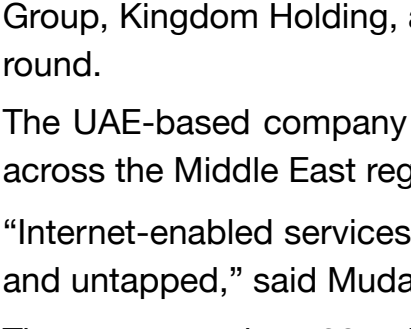 Group, Kingdom Holding,
round.
The UAE-based company
across the Middle East reg
“Internet-enabled services
and untapped,” said Muda